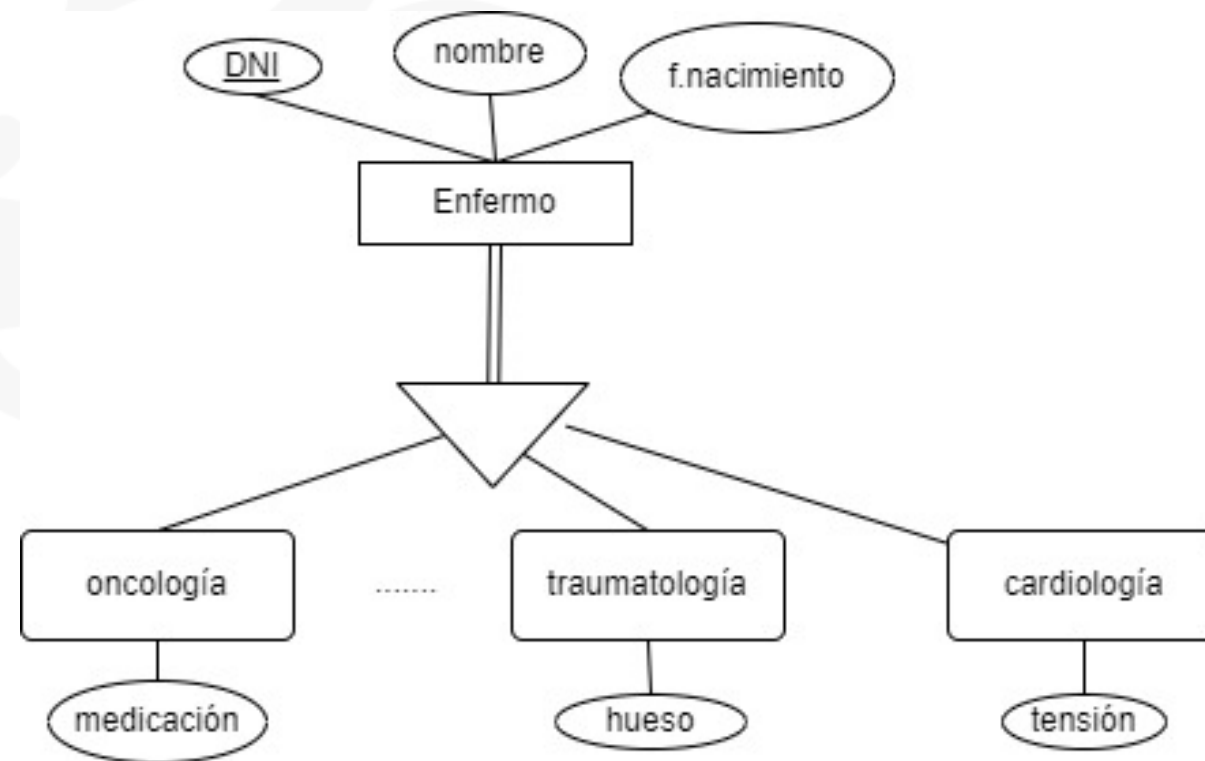 DNI
nombre
f.nacimiento
Enfermo
oncología
.......
traumatología
cardiología
medicación
hueso
tensión